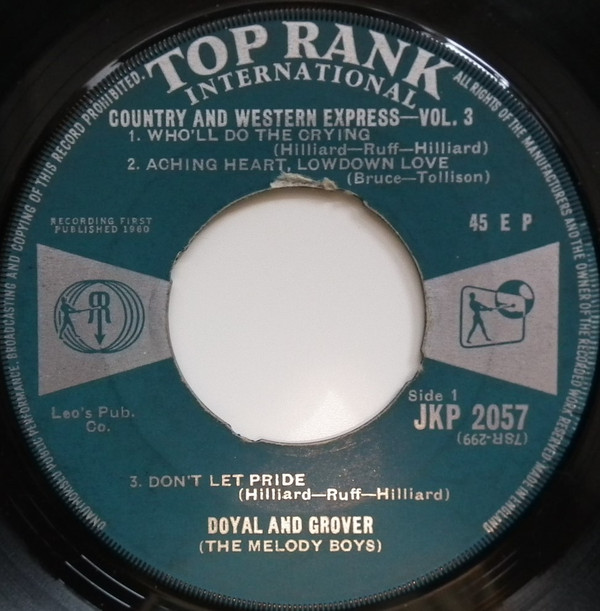 TOP RANK
INTERNATIONAL
COUNTRY AND WESTERN EXPRESS—VOL. 3
1. WHO'LL DO THE CRYING
(Hilliard—Ruff—Hilliard)
2. ACHING HEART, LOWDOWN LOVE
(Bruce—Tollison)
RECORDING FIRST
PUBLISHED 1960
45 E P
Leo's Pub.
Co.
Side 1
JKP 2057
(7SR-299)
3. DON'T LET PRIDE
(Hilliard—Ruff—Hilliard)
DOYAL AND GROVER
(THE MELODY BOYS)
ALL RIGHTS OF THE MANUFACTURERS AND THE OWNER OF THE RECORDED WORK RESERVED MADE IN ENGLAND
UNAUTHORISED PUBLIC PERFORMANCE, BROADCASTING AND COPYING OF THIS RECORD PROHIBITED.